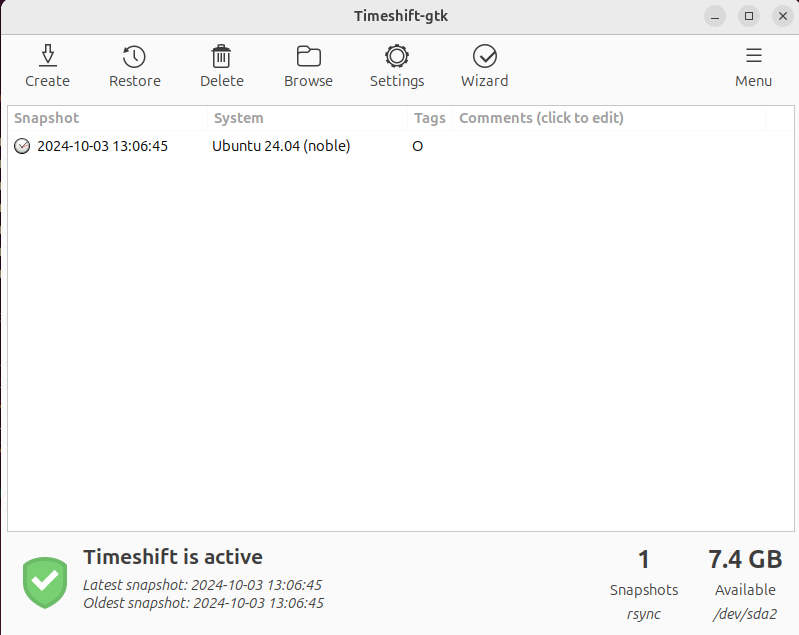 Timeshift-gtk
Create Restore Delete Browse Settings Wizard Menu
Snapshot System Tags Comments (click to edit)
2024-10-03 13:06:45 Ubuntu 24.04 (noble) O
Timeshift is active
Latest snapshot: 2024-10-03 13:06:45
Oldest snapshot: 2024-10-03 13:06:45
1
Snapshots
rsync
7.4 GB
Available
/dev/sda2